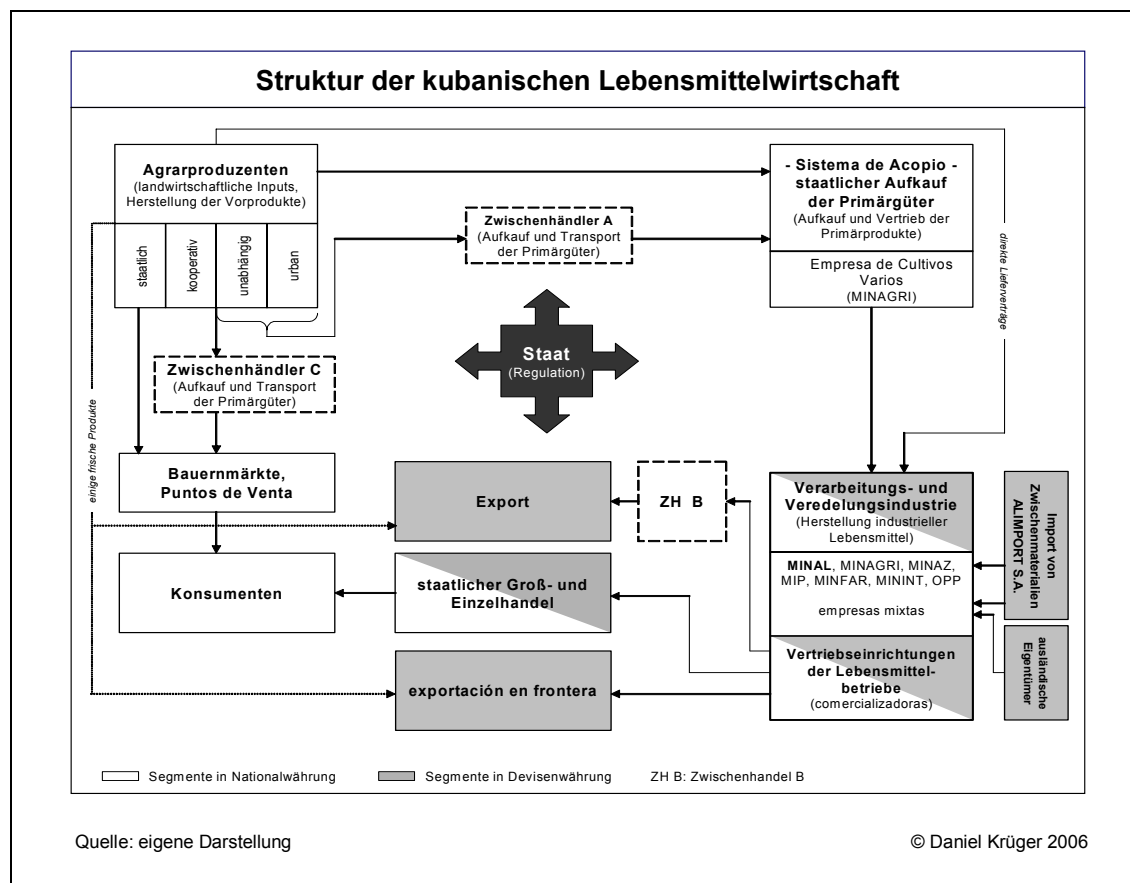 Struktur der kubanischen Lebensmittelwirtschaft
Agrarproduzenten
(landwirtschaftliche Inputs,
Herstellung der Vorprodukte)
staatlich
kooperativ
unabhängig
urban
Zwischenhändler A
(Aufkauf und Transport
der Primärgüter)
- Sistema de Acopio -
staatlicher Aufkauf
der Primärgüter
(Aufkauf und Vertrieb der
Primärprodukte)
Empresa de Cultivos
Varios
(MINAGRI)
direkte Lieferverträge
Staat
(Regulation)
Zwischenhändler C
(Aufkauf und Transport
der Primärgüter)
einige frische Produkte
Bauernmärkte,
Puntos de Venta
Export
ZH B
Verarbeitungs- und
Veredelungsindustrie
(Herstellung industrieller
Lebensmittel)
MINAL, MINAGRI, MINAZ,
MIP, MINFAR, MININT, OPP
empresas mixtas
Import von
Zwischenmaterialien
ALIMPORT S.A.
Konsumenten
staatlicher Groß- und
Einzelhandel
exportación en frontera
Vertriebseinrichtungen
der Lebensmittel-
betriebe
(comercializadoras)
ausländische
Eigentümer
Segmente in Nationalwährung
Segmente in Devisenwährung
ZH B: Zwischenhandel B
Quelle: eigene Darstellung
© Daniel Krüger 2006